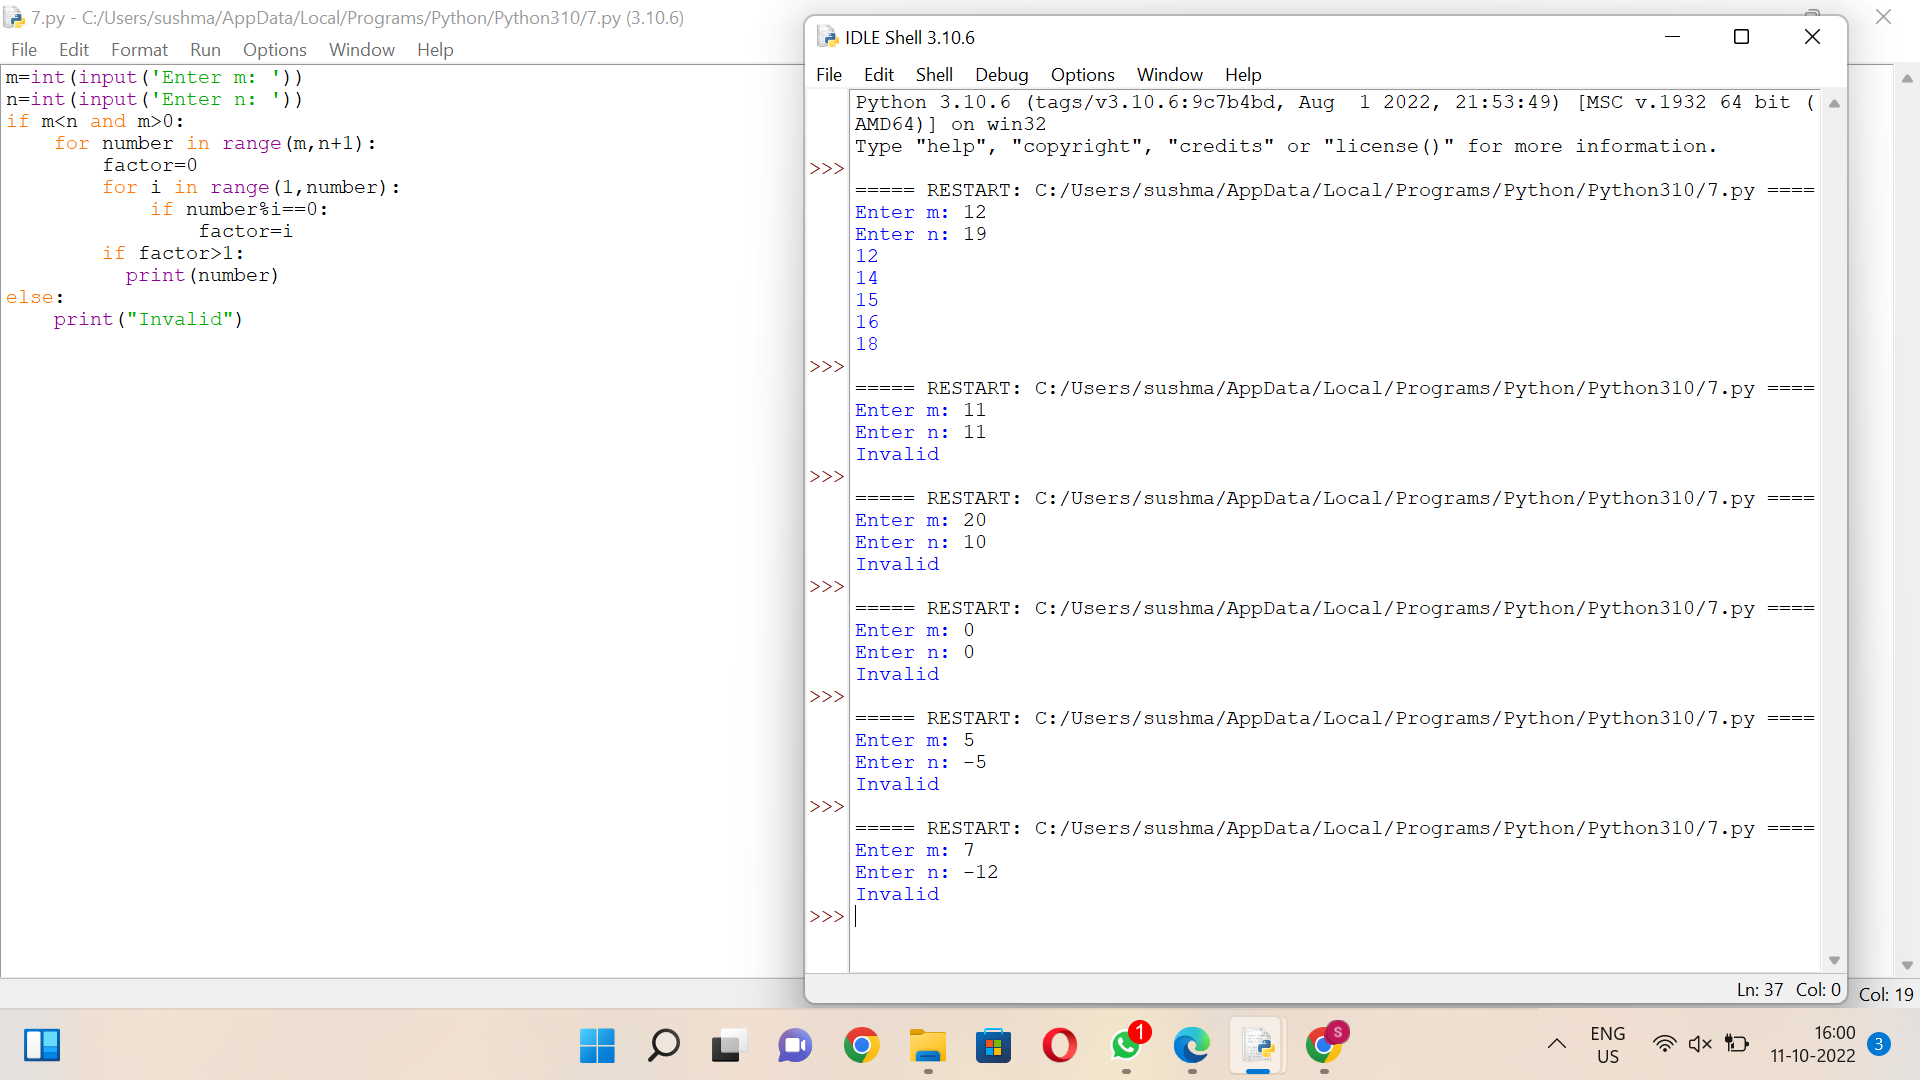 7.py - C:/Users/sushma/AppData/Local/Programs/Python/Python310/7.py (3.10.6)
File Edit Format Run Options Window Help
m=int(input('Enter m: '))
n=int(input('Enter n: '))
if m<n and m>0:
    for number in range(m,n+1):
        factor=0
        for i in range(1,number):
            if number%i==0:
                factor=i
        if factor>1:
          print(number)
else:
    print("Invalid")
IDLE Shell 3.10.6
File Edit Shell Debug Options Window Help
Python 3.10.6 (tags/v3.10.6:9c7b4bd, Aug  1 2022, 21:53:49) [MSC v.1932 64 bit (
AMD64)] on win32
Type "help", "copyright", "credits" or "license()" for more information.
>>>
===== RESTART: C:/Users/sushma/AppData/Local/Programs/Python/Python310/7.py ====
Enter m: 12
Enter n: 19
12
14
15
16
18
>>>
===== RESTART: C:/Users/sushma/AppData/Local/Programs/Python/Python310/7.py ====
Enter m: 11
Enter n: 11
Invalid
>>>
===== RESTART: C:/Users/sushma/AppData/Local/Programs/Python/Python310/7.py ====
Enter m: 20
Enter n: 10
Invalid
>>>
===== RESTART: C:/Users/sushma/AppData/Local/Programs/Python/Python310/7.py ====
Enter m: 0
Enter n: 0
Invalid
>>>
===== RESTART: C:/Users/sushma/AppData/Local/Programs/Python/Python310/7.py ====
Enter m: 5
Enter n: -5
Invalid
>>>
===== RESTART: C:/Users/sushma/AppData/Local/Programs/Python/Python310/7.py ====
Enter m: 7
Enter n: -12
Invalid
>>>
Ln: 37 Col: 0
Col: 19
1
S
ENG
US
16:00
11-10-2022
3